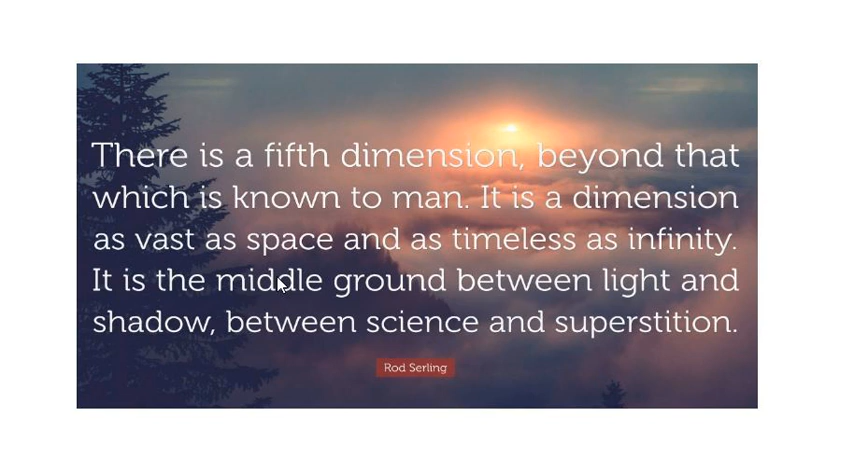 There is a fifth dimension, beyond that
which is known to man. It is a dimension
as vast as space and as timeless as infinity.
It is the middle ground between light and
shadow, between science and superstition.
Rod Serling